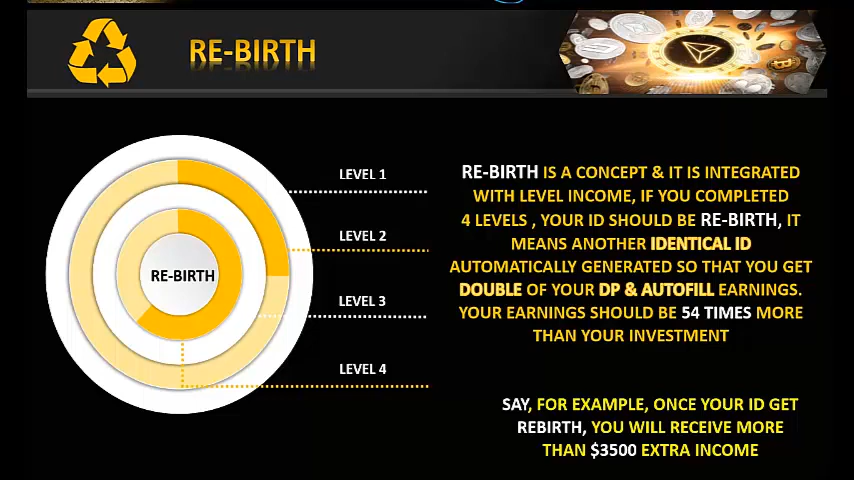 RE-BIRTH
LEVEL 1
LEVEL 2
RE-BIRTH
LEVEL 3
LEVEL 4
RE-BIRTH IS A CONCEPT & IT IS INTEGRATED
WITH LEVEL INCOME, IF YOU COMPLETED
4 LEVELS , YOUR ID SHOULD BE RE-BIRTH, IT
MEANS ANOTHER IDENTICAL ID
AUTOMATICALLY GENERATED SO THAT YOU GET
DOUBLE OF YOUR DP & AUTOFILL EARNINGS.
YOUR EARNINGS SHOULD BE 54 TIMES MORE
THAN YOUR INVESTMENT
SAY, FOR EXAMPLE, ONCE YOUR ID GET
REBIRTH, YOU WILL RECEIVE MORE
THAN $3500 EXTRA INCOME